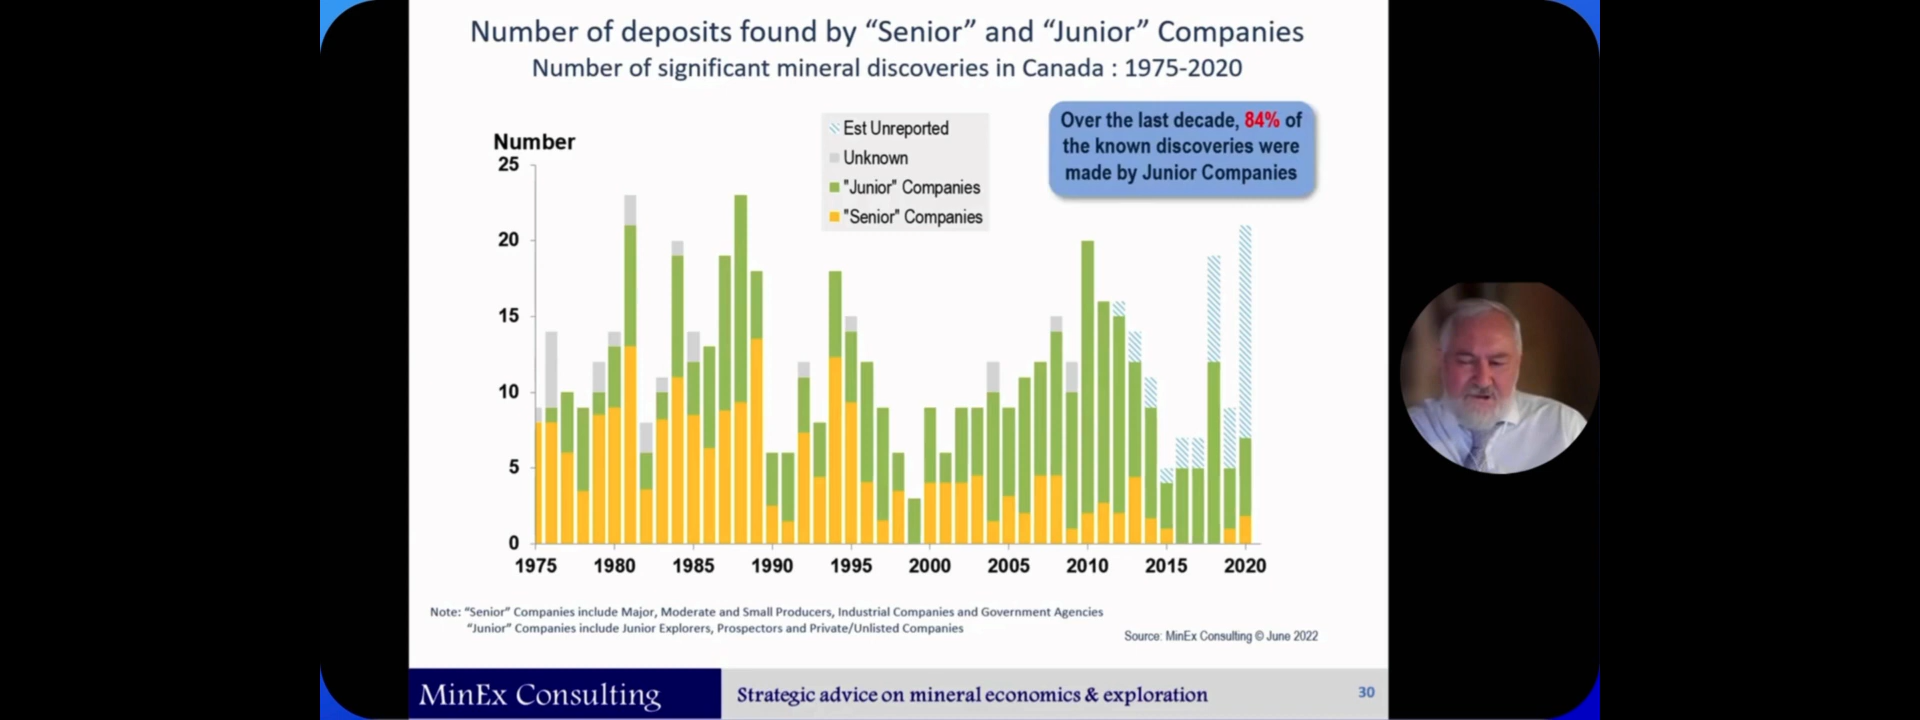 Number of deposits found by “Senior” and “Junior” Companies
Number of significant mineral discoveries in Canada : 1975-2020
Over the last decade, 84% of
the known discoveries were
made by Junior Companies
Est Unreported
Unknown
"Junior" Companies
"Senior" Companies
Number
25
20
15
10
5
0
1975 1980 1985 1990 1995 2000 2005 2010 2015 2020
Note: “Senior” Companies include Major, Moderate and Small Producers, Industrial Companies and Government Agencies
“Junior” Companies include Junior Explorers, Prospectors and Private/Unlisted Companies
Source: MinEx Consulting © June 2022
MinEx Consulting Strategic advice on mineral economics & exploration 30